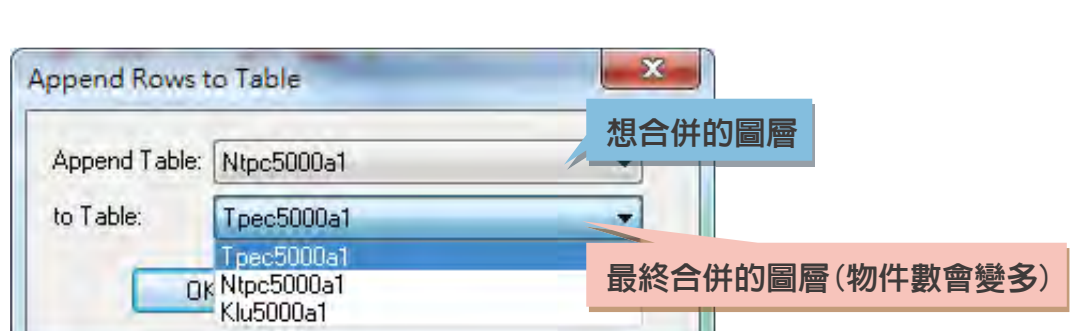 Append Rows to Table
想合併的圖層
Append Table: Ntpc5000a1
to Table: Tpec5000a1
Tpec5000a1
最終合併的圖層(物件數會變多)
OK Ntpc5000a1
Klu5000a1